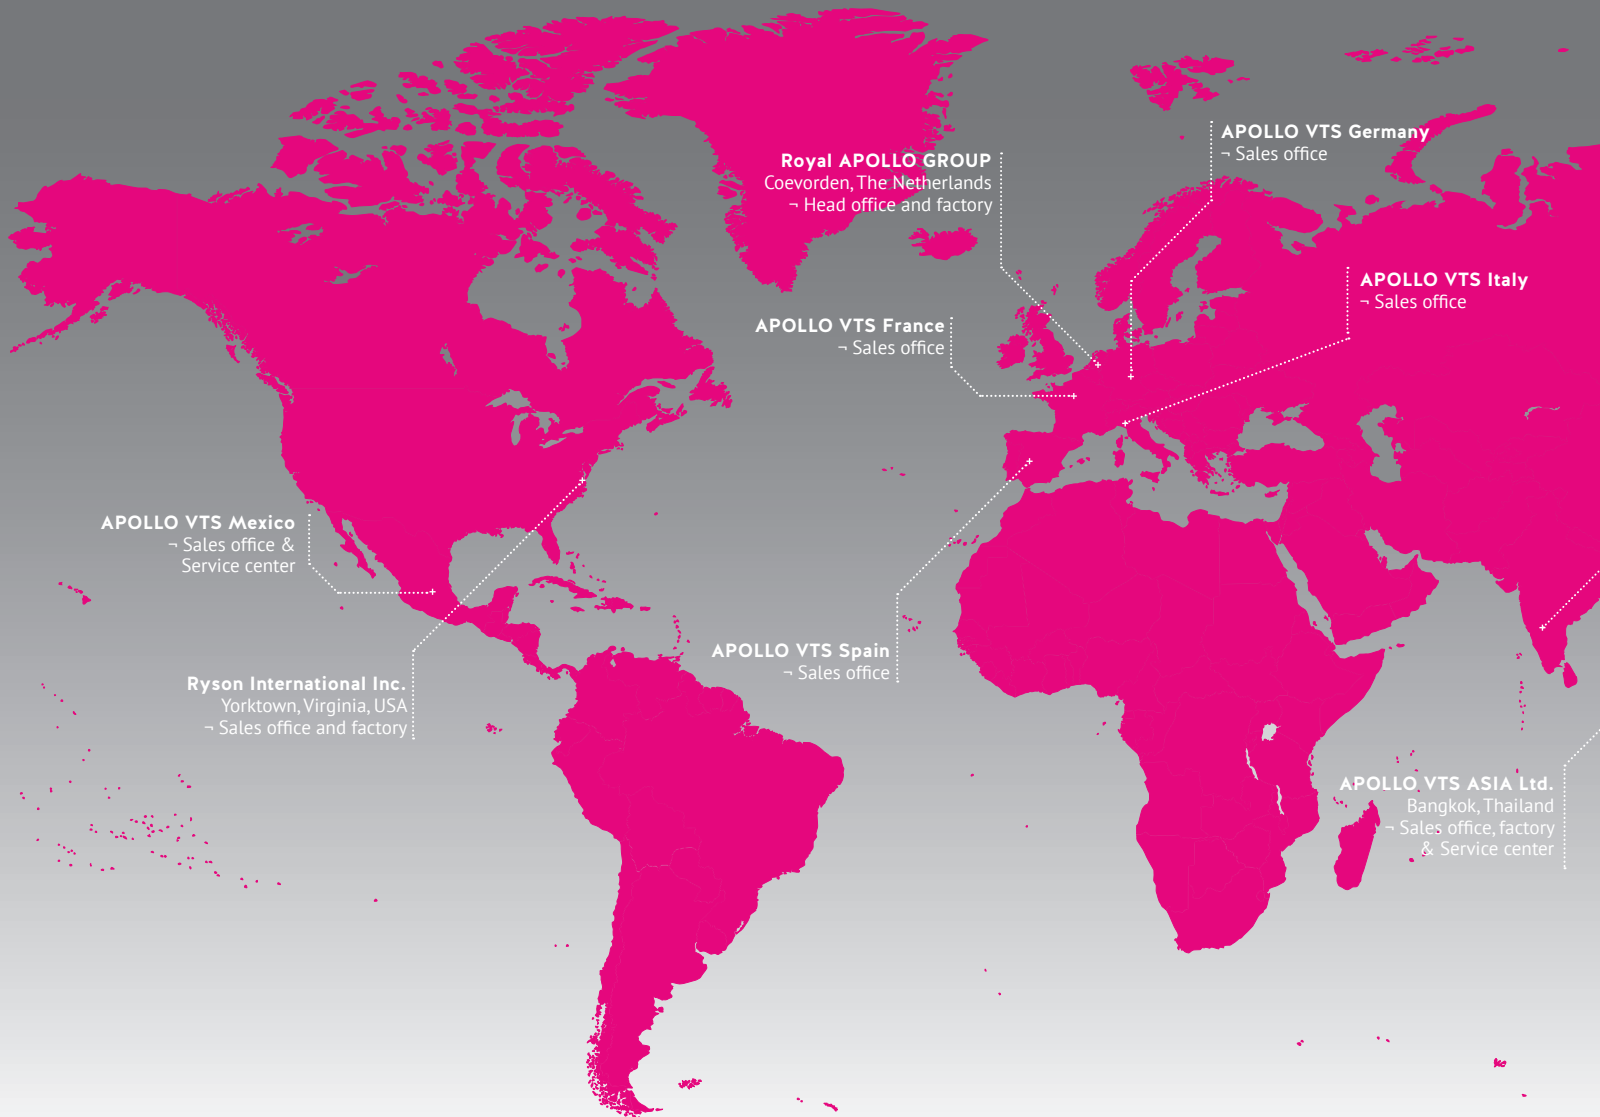 APOLLO VTS Germany
¬ Sales office
Royal APOLLO GROUP
Coevorden, The Netherlands
¬ Head office and factory
APOLLO VTS Italy
¬ Sales office
APOLLO VTS France
¬ Sales office
APOLLO VTS Mexico
¬ Sales office &
Service center
APOLLO VTS Spain
¬ Sales office
Ryson International Inc.
Yorktown, Virginia, USA
¬ Sales office and factory
APOLLO VTS ASIA Ltd.
Bangkok, Thailand
¬ Sales office, factory
& Service center